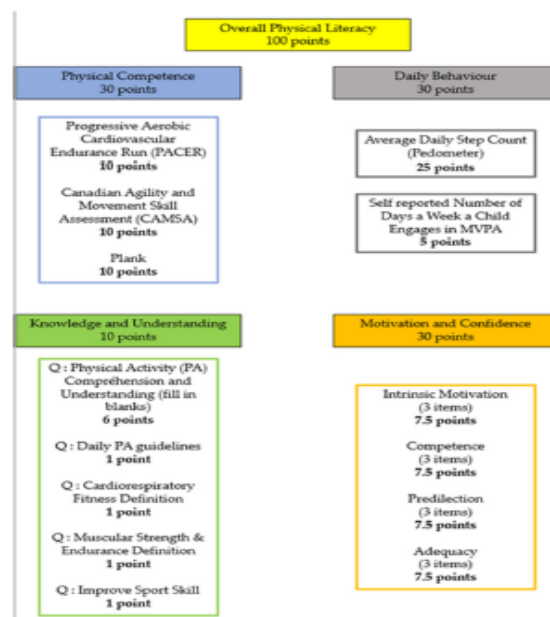 Overall Physical Literacy
100 points
Physical Competence
30 points
Progressive Aerobic
Cardiovascular
Endurance Run (PACER)
10 points
Canadian Agility and
Movement Skill
Assessment (CAMSA)
10 points
Plank
10 points
Daily Behaviour
30 points
Average Daily Step Count
(Pedometer)
25 points
Self reported Number of
Days a Week a Child
Engages in MVPA
5 points
Knowledge and Understanding
10 points
Q : Physical Activity (PA)
Compréhension and
Understanding (fill in
blanks)
6 points
Q : Daily PA guidelines
1 point
Q : Cardiorespiratory
Fitness Definition
1 point
Q : Muscular Strength &
Endurance Definition
1 point
Q : Improve Sport Skill
1 point
Motivation and Confidence
30 points
Intrinsic Motivation
(3 items)
7.5 points
Competence
(3 items)
7.5 points
Predilection
(3 items)
7.5 points
Adequacy
(3 items)
7.5 points